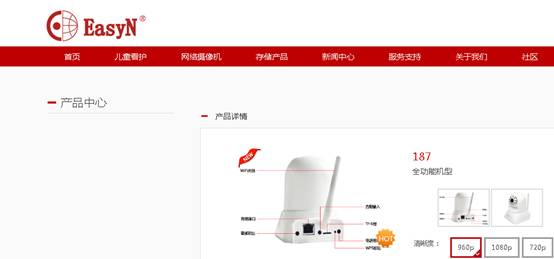 EasyN®
首页 儿童看护 网络摄像机 存储产品 新闻中心 服务支持 关于我们 社区
产品中心
产品详情
NEW
187
全功能机型
HOT
清晰度： 960p 1080p 720p